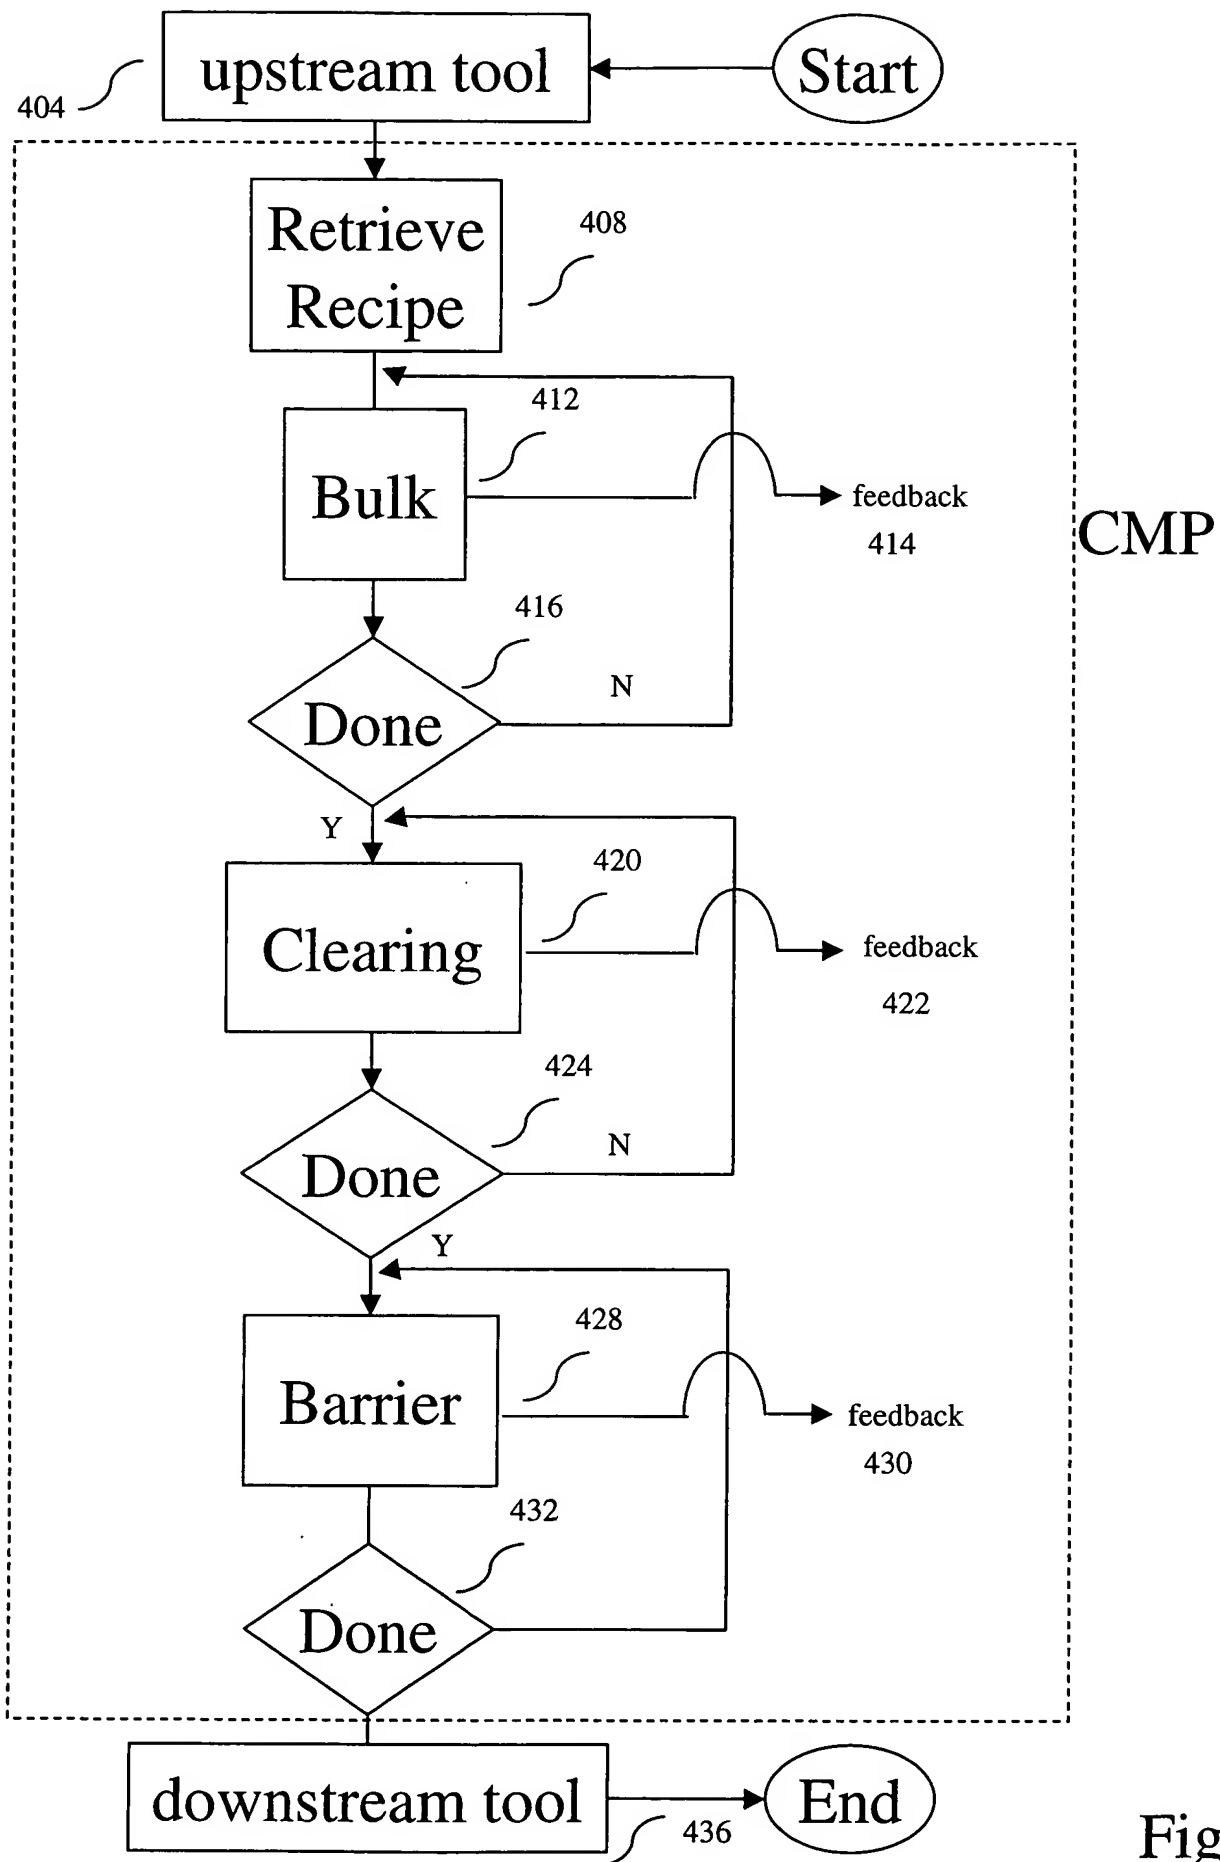 upstream tool
Start
404
Retrieve
Recipe
408
412
Bulk
feedback
414
CMP
416
N
Done
Y
420
Clearing
feedback
422
424
N
Done
Y
428
Barrier
feedback
430
432
Done
downstream tool
End
436
Fig